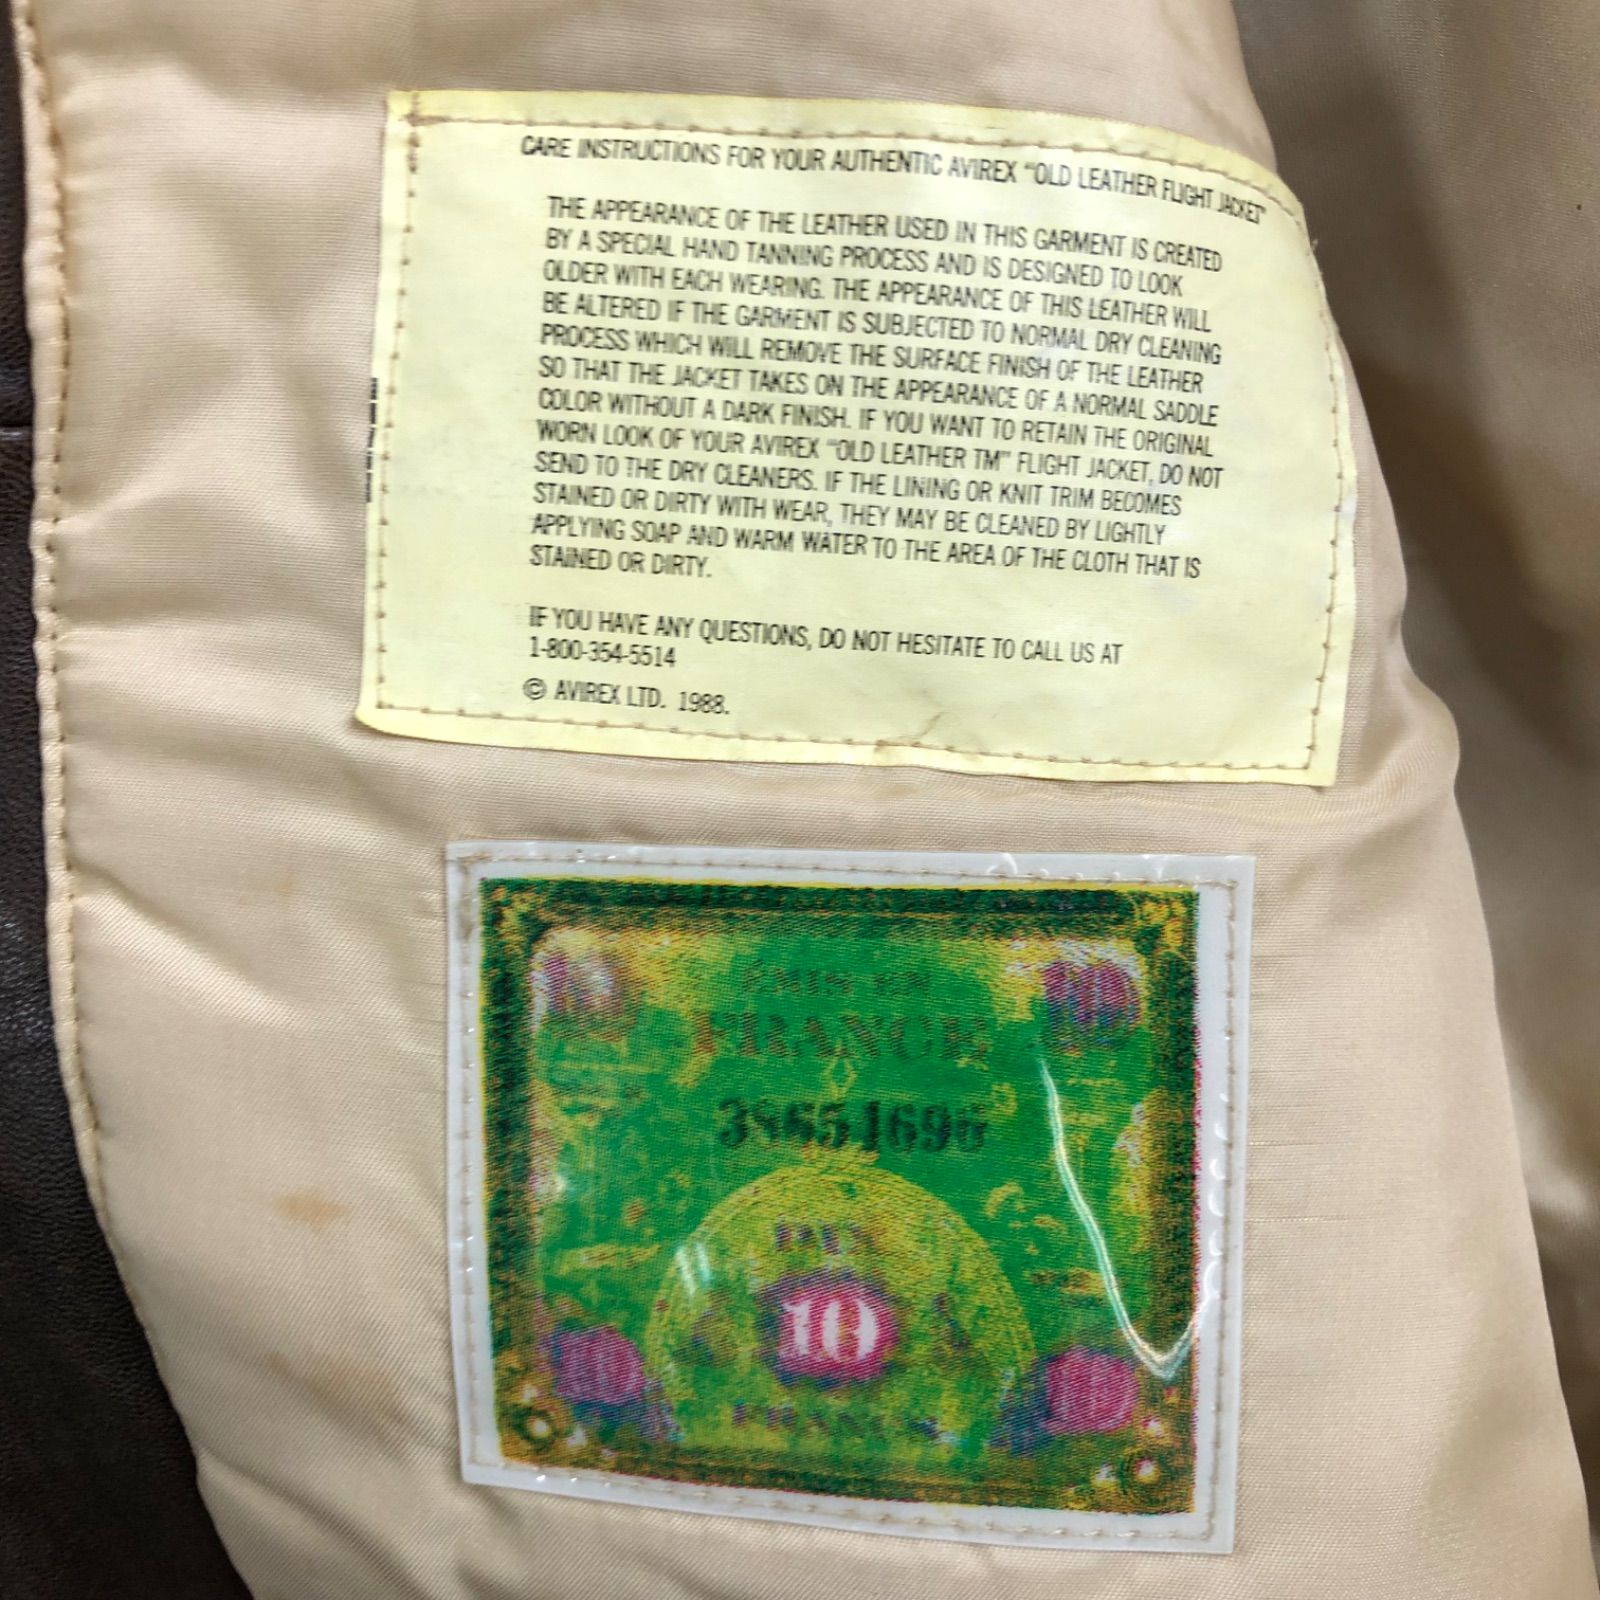 CARE INSTRUCTIONS FOR YOUR AUTHENTIC AVIREX "OLD LEATHER FLIGHT JACKET"
THE APPEARANCE OF THE LEATHER USED IN THIS GARMENT IS CREATED
BY A SPECIAL HAND TANNING PROCESS AND IS DESIGNED TO LOOK
OLDER WITH EACH WEARING. THE APPEARANCE OF THIS LEATHER WILL
BE ALTERED IF THE GARMENT IS SUBJECTED TO NORMAL DRY CLEANING
PROCESS WHICH WILL REMOVE THE SURFACE FINISH OF THE LEATHER
SO THAT THE JACKET TAKES ON THE APPEARANCE OF A NORMAL SADDLE
COLOR WITHOUT A DARK FINISH. IF YOU WANT TO RETAIN THE ORIGINAL
WORN LOOK OF YOUR AVIREX "OLD LEATHER TM" FLIGHT JACKET, DO NOT
SEND TO THE DRY CLEANERS. IF THE LINING OR KNIT TRIM BECOMES
STAINED OR DIRTY WITH WEAR, THEY MAY BE CLEANED BY LIGHTLY
APPLYING SOAP AND WARM WATER TO THE AREA OF THE CLOTH THAT IS
STAINED OR DIRTY.
IF YOU HAVE ANY QUESTIONS, DO NOT HESITATE TO CALL US AT
1-800-354-5514
© AVIREX LTD. 1988.
ÉMIS EN
FRANCE
38651696
DIX
10
FRANCS
10
10